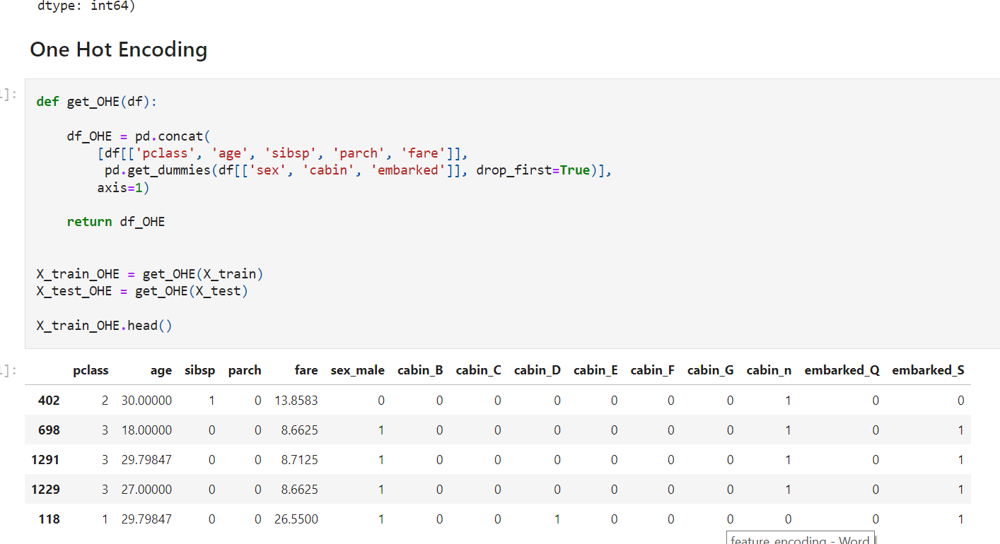 dtype: int64)
One Hot Encoding
]:
def get_OHE(df):
df_OHE = pd.concat(
[df[['pclass', 'age', 'sibsp', 'parch', 'fare']],
pd.get_dummies(df[['sex', 'cabin', 'embarked']], drop_first=True)],
axis=1)
return df_OHE
X_train_OHE = get_OHE(X_train)
X_test_OHE = get_OHE(X_test)
X_train_OHE.head()
]:
pclass age sibsp parch fare sex_male cabin_B cabin_C cabin_D cabin_E cabin_F cabin_G cabin_n embarked_Q embarked_S
402 2 30.00000 1 0 13.8583 0 0 0 0 0 0 0 1 0 0
698 3 18.00000 0 0 8.6625 1 0 0 0 0 0 0 1 0 1
1291 3 29.79847 0 0 8.7125 1 0 0 0 0 0 0 1 0 1
1229 3 27.00000 0 0 8.6625 1 0 0 0 0 0 0 1 0 1
118 1 29.79847 0 0 26.5500 1 0 0 1 0 0 0 0 0 1
feature_encoding - Word